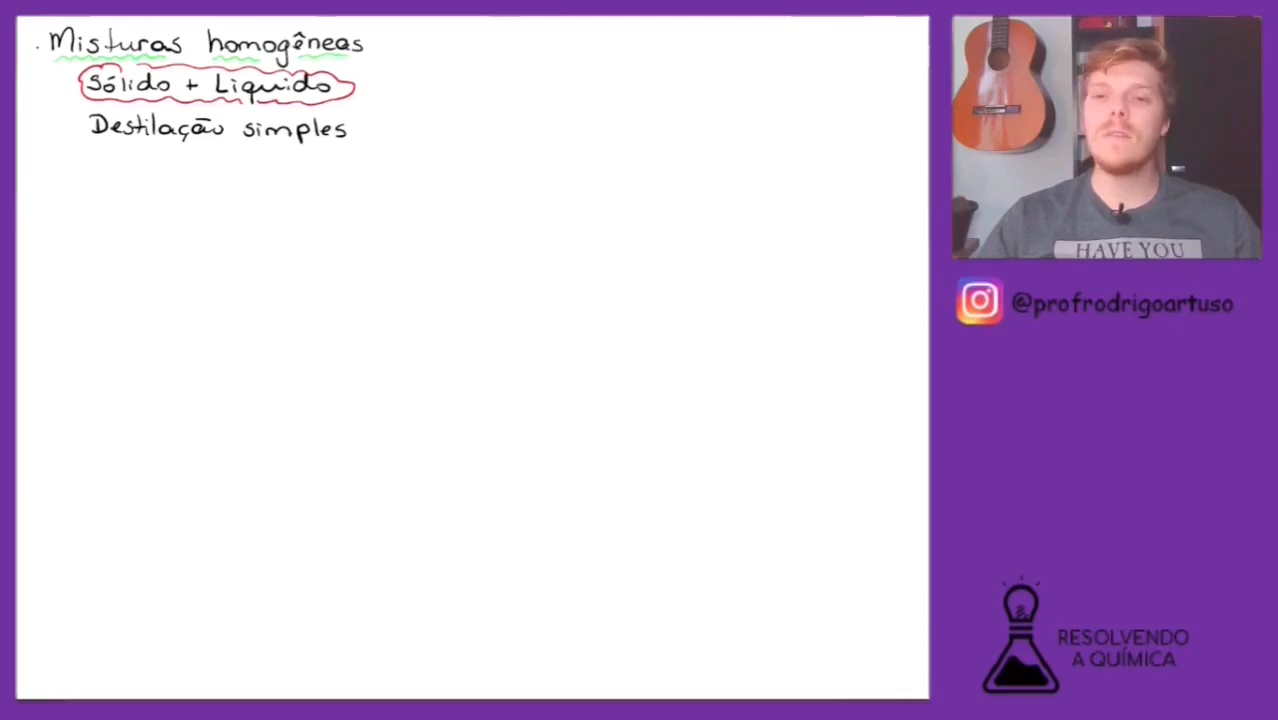 . Misturas homogêneas
Sólido + Líquido
Destilação simples
HAVE YOU
@profrodrigoartuso
RESOLVENDO
A QUÍMICA